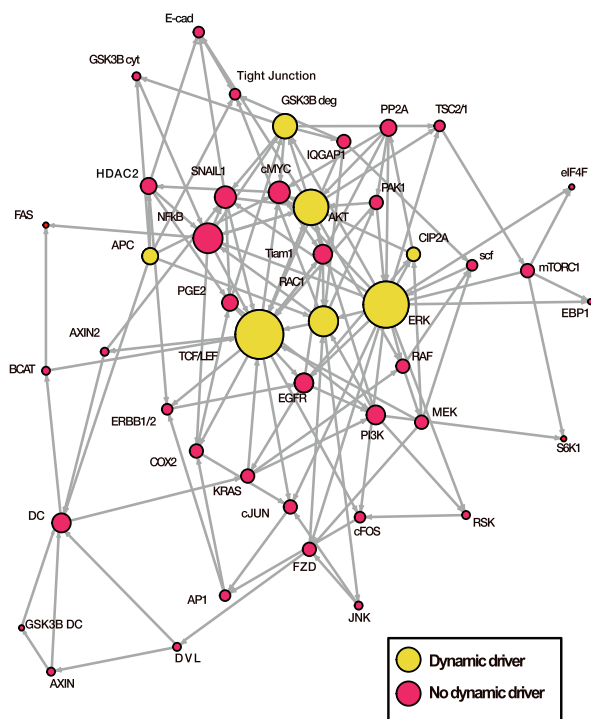 E-cad
GSK3B cyt
Tight Junction
GSK3B deg
PP2A
TSC2/1
IQGAP1
HDAC2
SNAIL1
cMYC
eIF4F
PAK1
FAS
NFkB
AKT
APC
Tiam1
CIP2A
scf
RAC1
mTORC1
PGE2
ERK
EBP1
AXIN2
TCF/LEF
BCAT
RAF
EGFR
ERBB1/2
MEK
PI3K
S6K1
COX2
KRAS
DC
cJUN
cFOS
RSK
FZD
AP1
JNK
GSK3B DC
DVL
AXIN
Dynamic driver
No dynamic driver